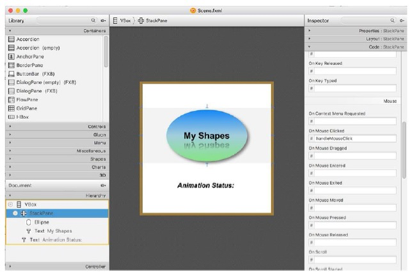 Scene.fxml
Library
Containers
Accordion
Accordion (empty)
AnchorPane
BorderPane
ButtonBar (FX8)
DialogPane (empty) (FX8)
DialogPane (FX8)
FlowPane
GridPane
HBox
Controls
Menu
Miscellaneous
Shapes
Charts
3D
Document
Hierarchy
VBox
StackPane
Ellipse
Text My Shapes
Text Animation Status:
Controller
VBox
StackPane
My Shapes
Animation Status:
Inspector
Properties : StackPane
Layout : StackPane
Code : StackPane
On Key Released
#
On Key Typed
#
Mouse
On Context Menu Requested
#
On Mouse Clicked
# handleMouseClick
On Mouse Dragged
#
On Mouse Entered
#
On Mouse Exited
#
On Mouse Moved
#
On Mouse Pressed
#
On Mouse Released
#
On Scroll
#
On Scroll Started